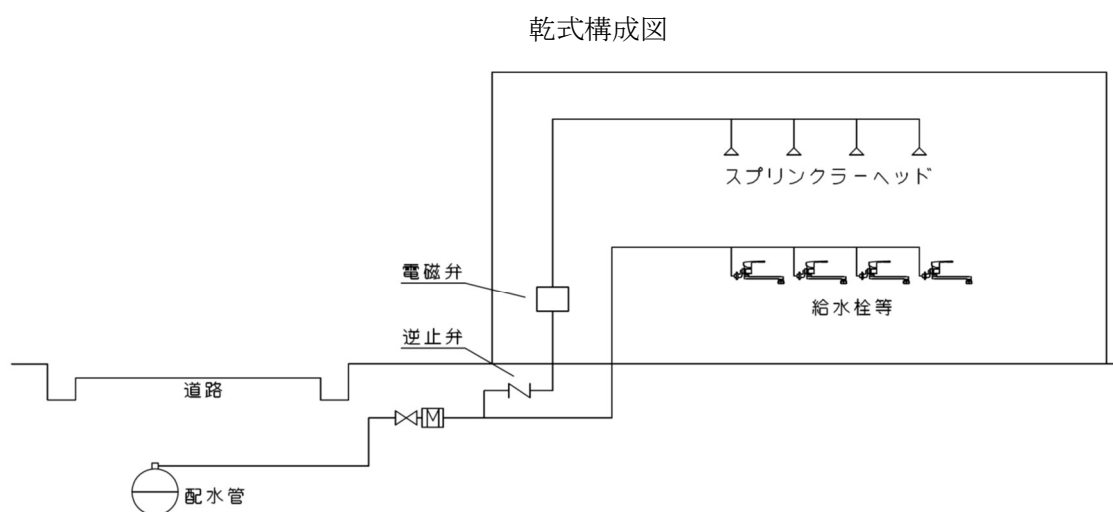 乾式構成図
スプリンクラーヘッド
電磁弁
給水栓等
逆止弁
道路
M
配水管